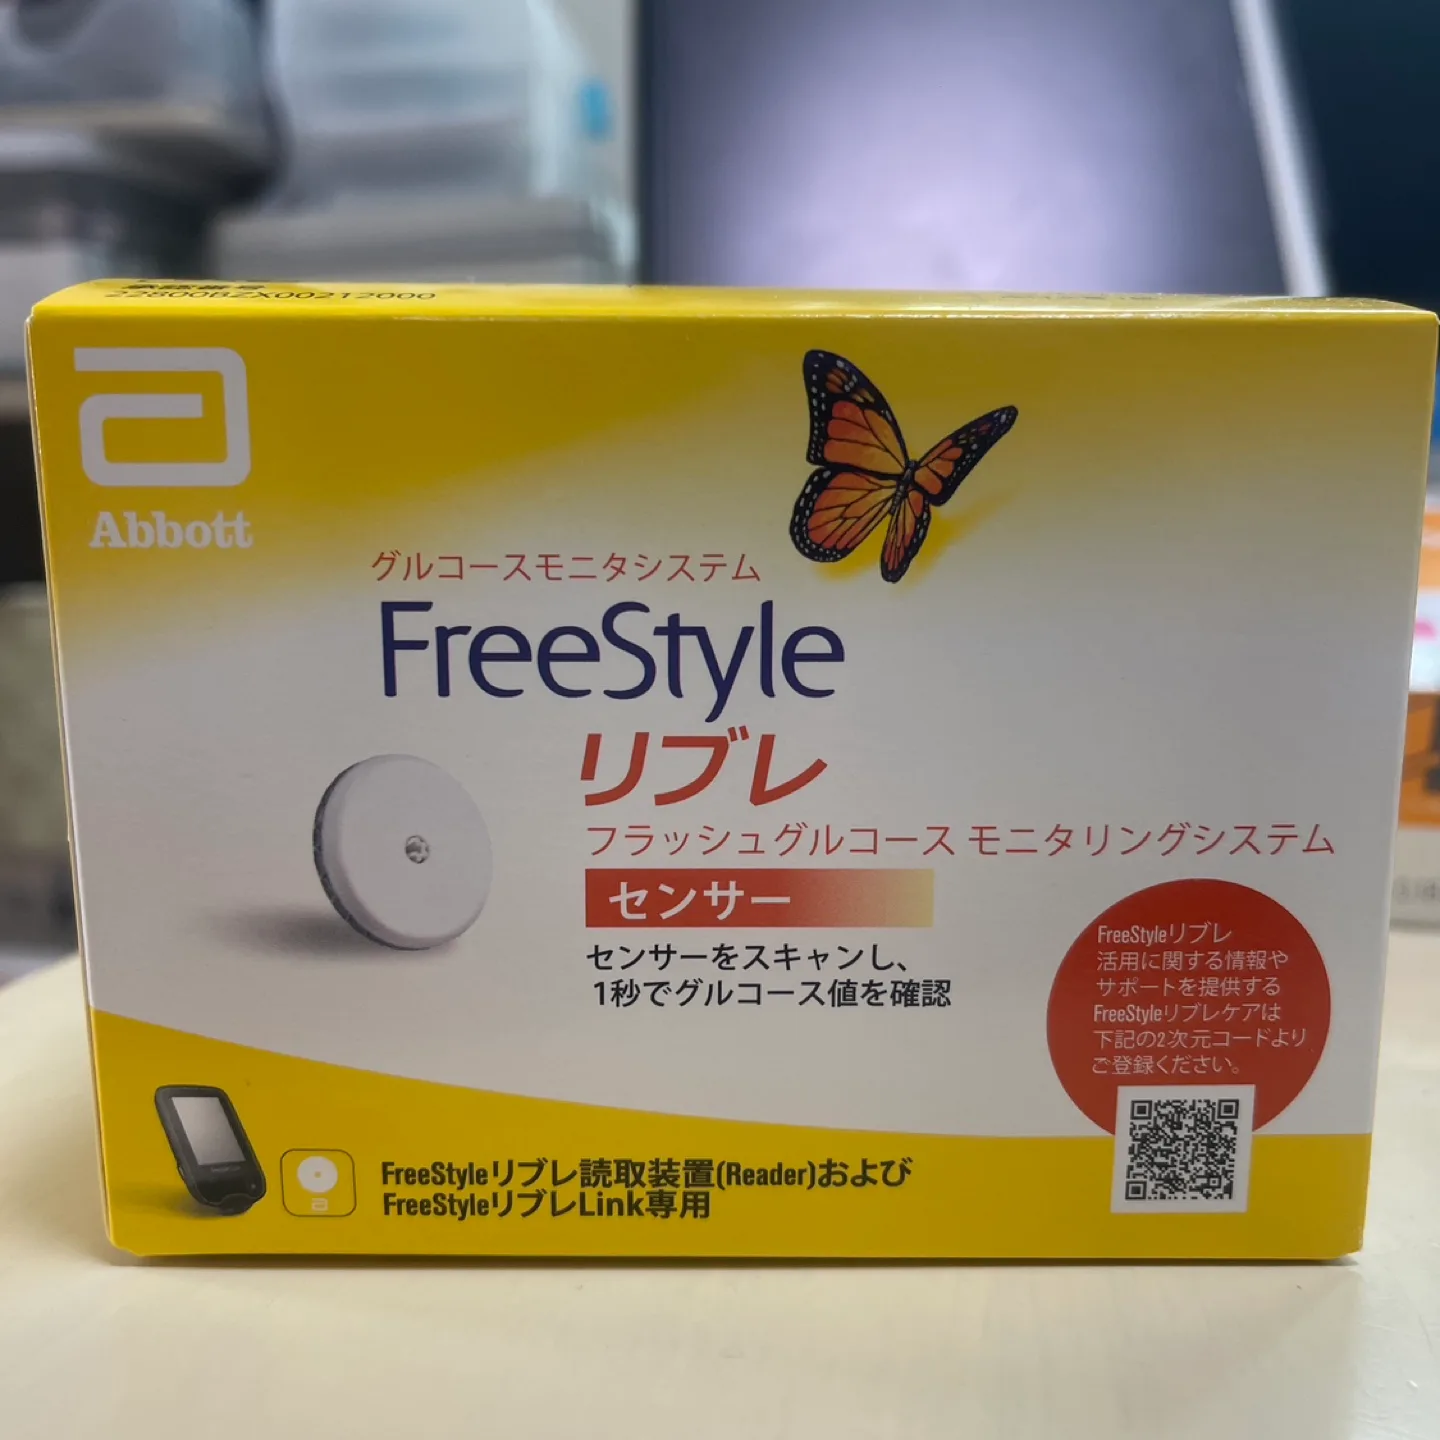 承認番号
22800BZX00212000
Abbott
グルコースモニタシステム
FreeStyle
リブレ
フラッシュグルコース モニタリングシステム
センサー
センサーをスキャンし、
1秒でグルコース値を確認
FreeStyleリブレ
活用に関する情報や
サポートを提供する
FreeStyleリブレケアは
下記の2次元コードより
ご登録ください。
FreeStyleリブレ読取装置(Reader)および
FreeStyleリブレLink専用